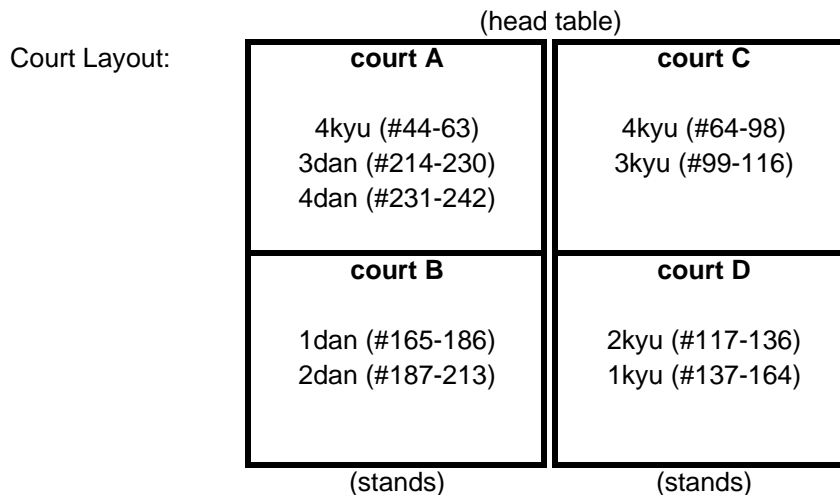 (head table)
Court Layout:
court A
court C
4kyu (#44-63)
4kyu (#64-98)
3dan (#214-230)
3kyu (#99-116)
4dan (#231-242)
court B
court D
1dan (#165-186)
2kyu (#117-136)
2dan (#187-213)
1kyu (#137-164)
(stands)
(stands)